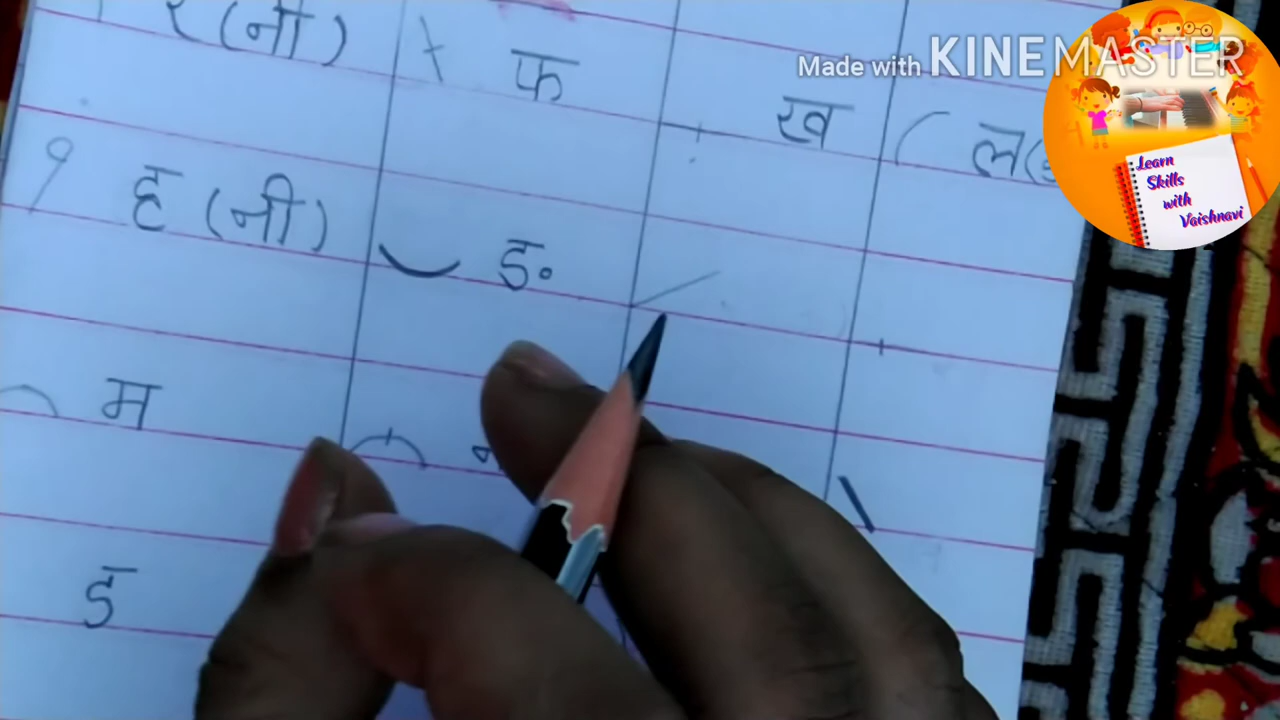 र (नी) फ ख ल(
ह (नी) ङ
म
ड
Made with KINEMASTER
Learn
Skills
with
Vaishnavi